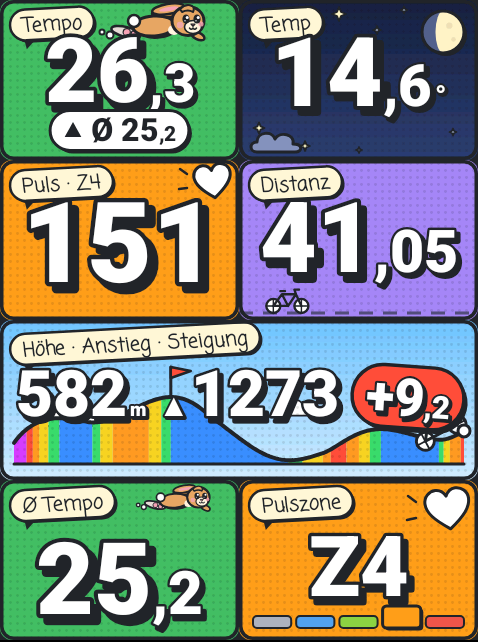 Tempo
26,3
▲ Ø 25,2
Temp
14,6°
Puls · Z4
151
Distanz
41,05
Höhe · Anstieg · Steigung
582m 1273 +9,2
Ø Tempo
25,2
Pulszone
Z4